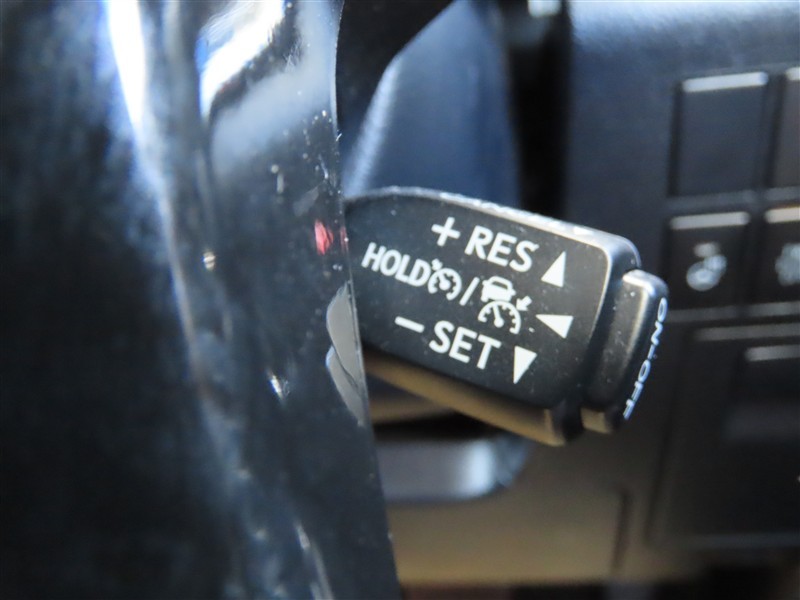 + RES
HOLD /
- SET
ON-OFF